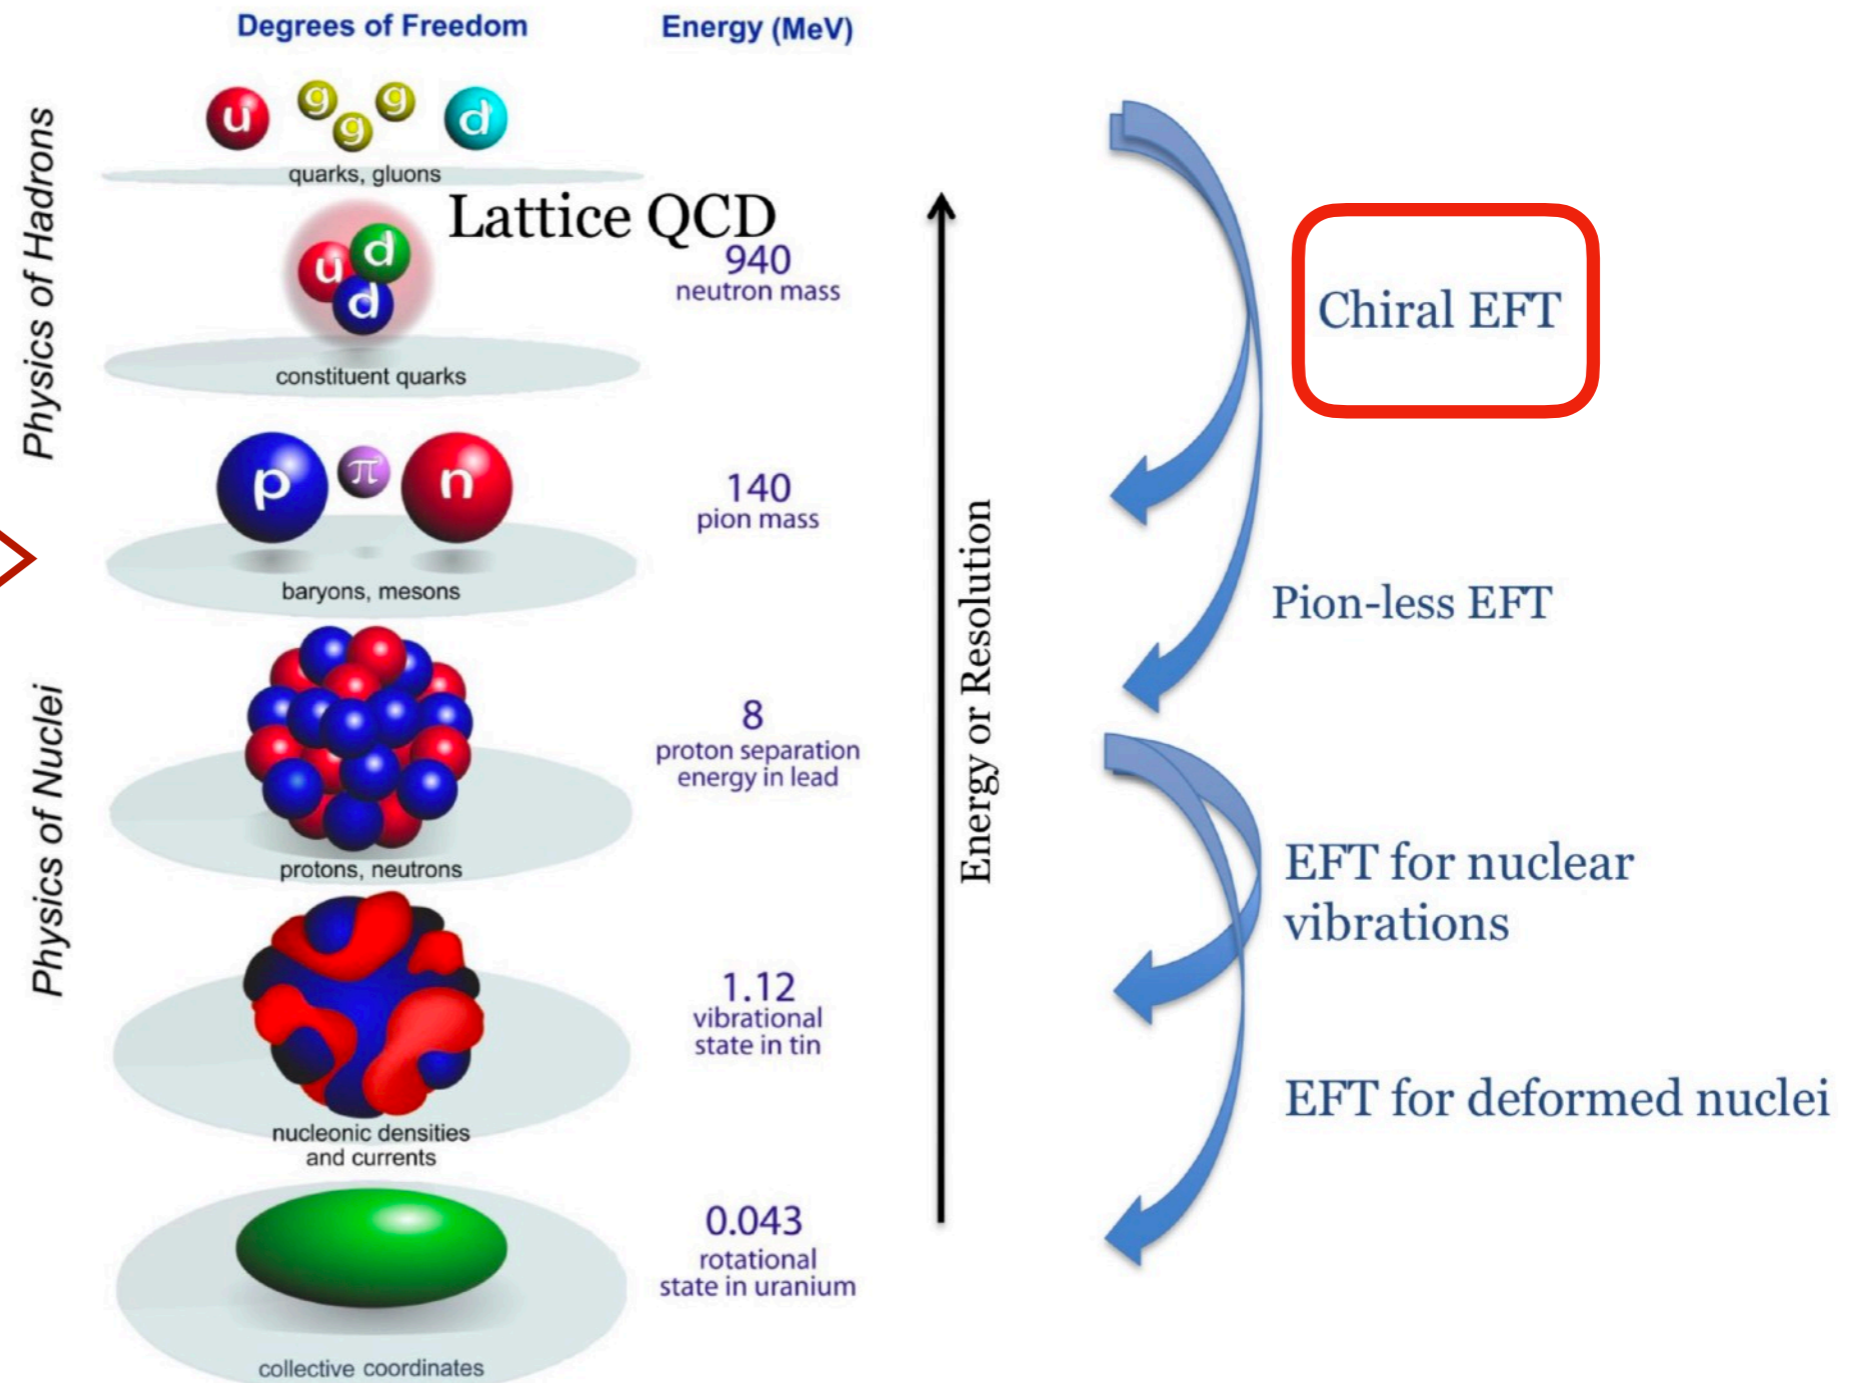 Degrees of Freedom
Energy (MeV)
Physics of Hadrons
u
g
g
g
d
quarks, gluons
Lattice QCD
u
d
d
940
neutron mass
constituent quarks
p
π
n
140
pion mass
baryons, mesons
Physics of Nuclei
8
proton separation
energy in lead
protons, neutrons
1.12
vibrational
state in tin
nucleonic densities
and currents
0.043
rotational
state in uranium
collective coordinates
Energy or Resolution
Chiral EFT
Pion-less EFT
EFT for nuclear
vibrations
EFT for deformed nuclei